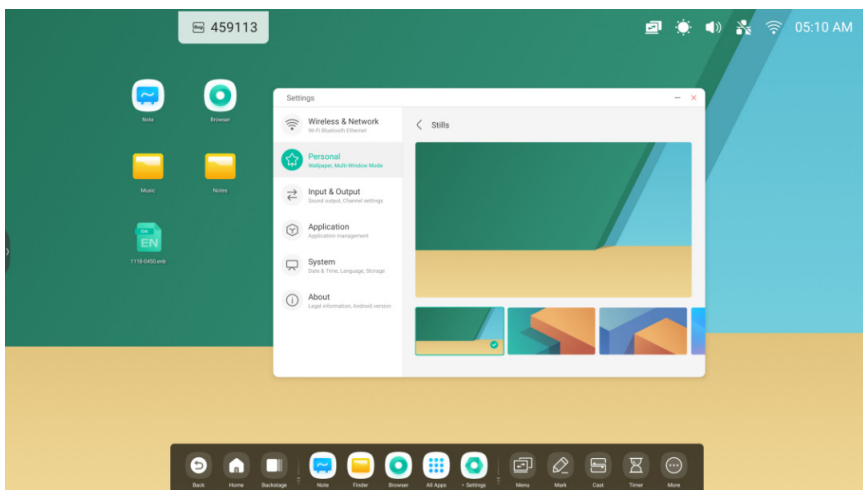 459113
05:10 AM
Note
Browser
Music
Notes
EN
1118-0450.enb
Settings
Wireless & Network
Wi-Fi Bluetooth Ethernet
Personal
Wallpaper, Multi-Window Mode
Input & Output
Sound output, Channel settings
Application
Application management
System
Date & Time, Language, Storage
About
Legal information, Android version
Stills
Back
Home
Backstage
Note
Finder
Browser
All Apps
• Settings
Menu
Mark
Cast
Timer
More